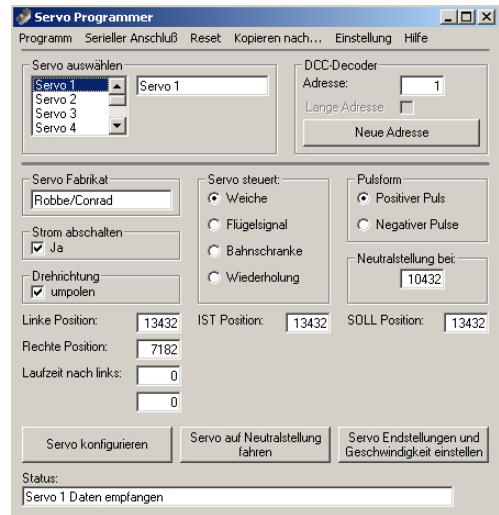 Servo Programmer
Programm Serieller Anschluß Reset Kopieren nach... Einstellung Hilfe
Servo auswählen
Servo 1
Servo 2
Servo 3
Servo 4
Servo 1
DCC-Decoder
Adresse: 1
Lange Adresse
Neue Adresse
Servo Fabrikat
Robbe/Conrad
Strom abschalten
Ja
Drehrichtung
umpolen
Servo steuert:
Weiche
Flügelsignal
Bahnschranke
Wiederholung
Pulsform
Positiver Puls
Negativer Pulse
Neutralstellung bei:
10432
Linke Position: 13432 IST Position: 13432 SOLL Position: 13432
Rechte Position: 7182
Laufzeit nach links: 0
0
Servo konfigurieren
Servo auf Neutralstellung
fahren
Servo Endstellungen und
Geschwindigkeit einstellen
Status:
Servo 1 Daten empfangen